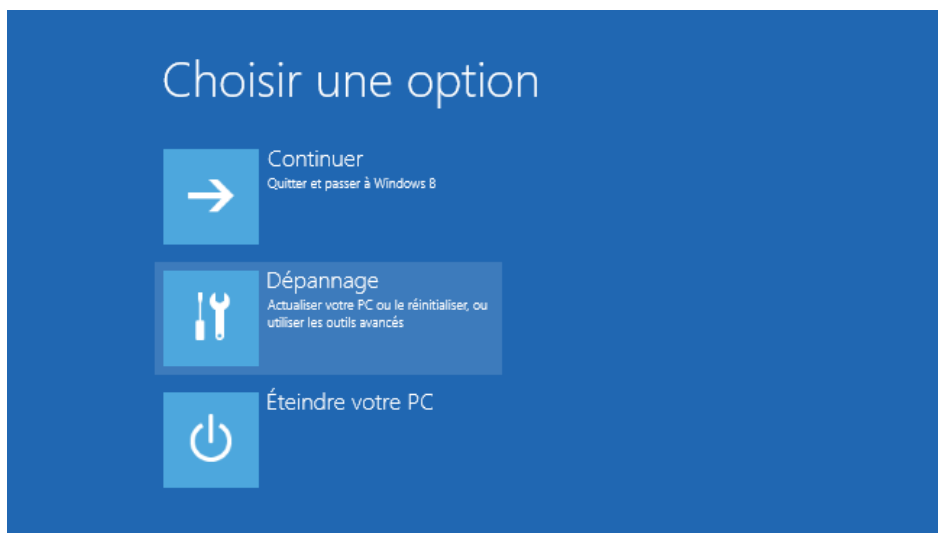 Choisir une option
Continuer
Quitter et passer à Windows 8
Dépannage
Actualiser votre PC ou le réinitialiser, ou
utiliser les outils avancés
Éteindre votre PC